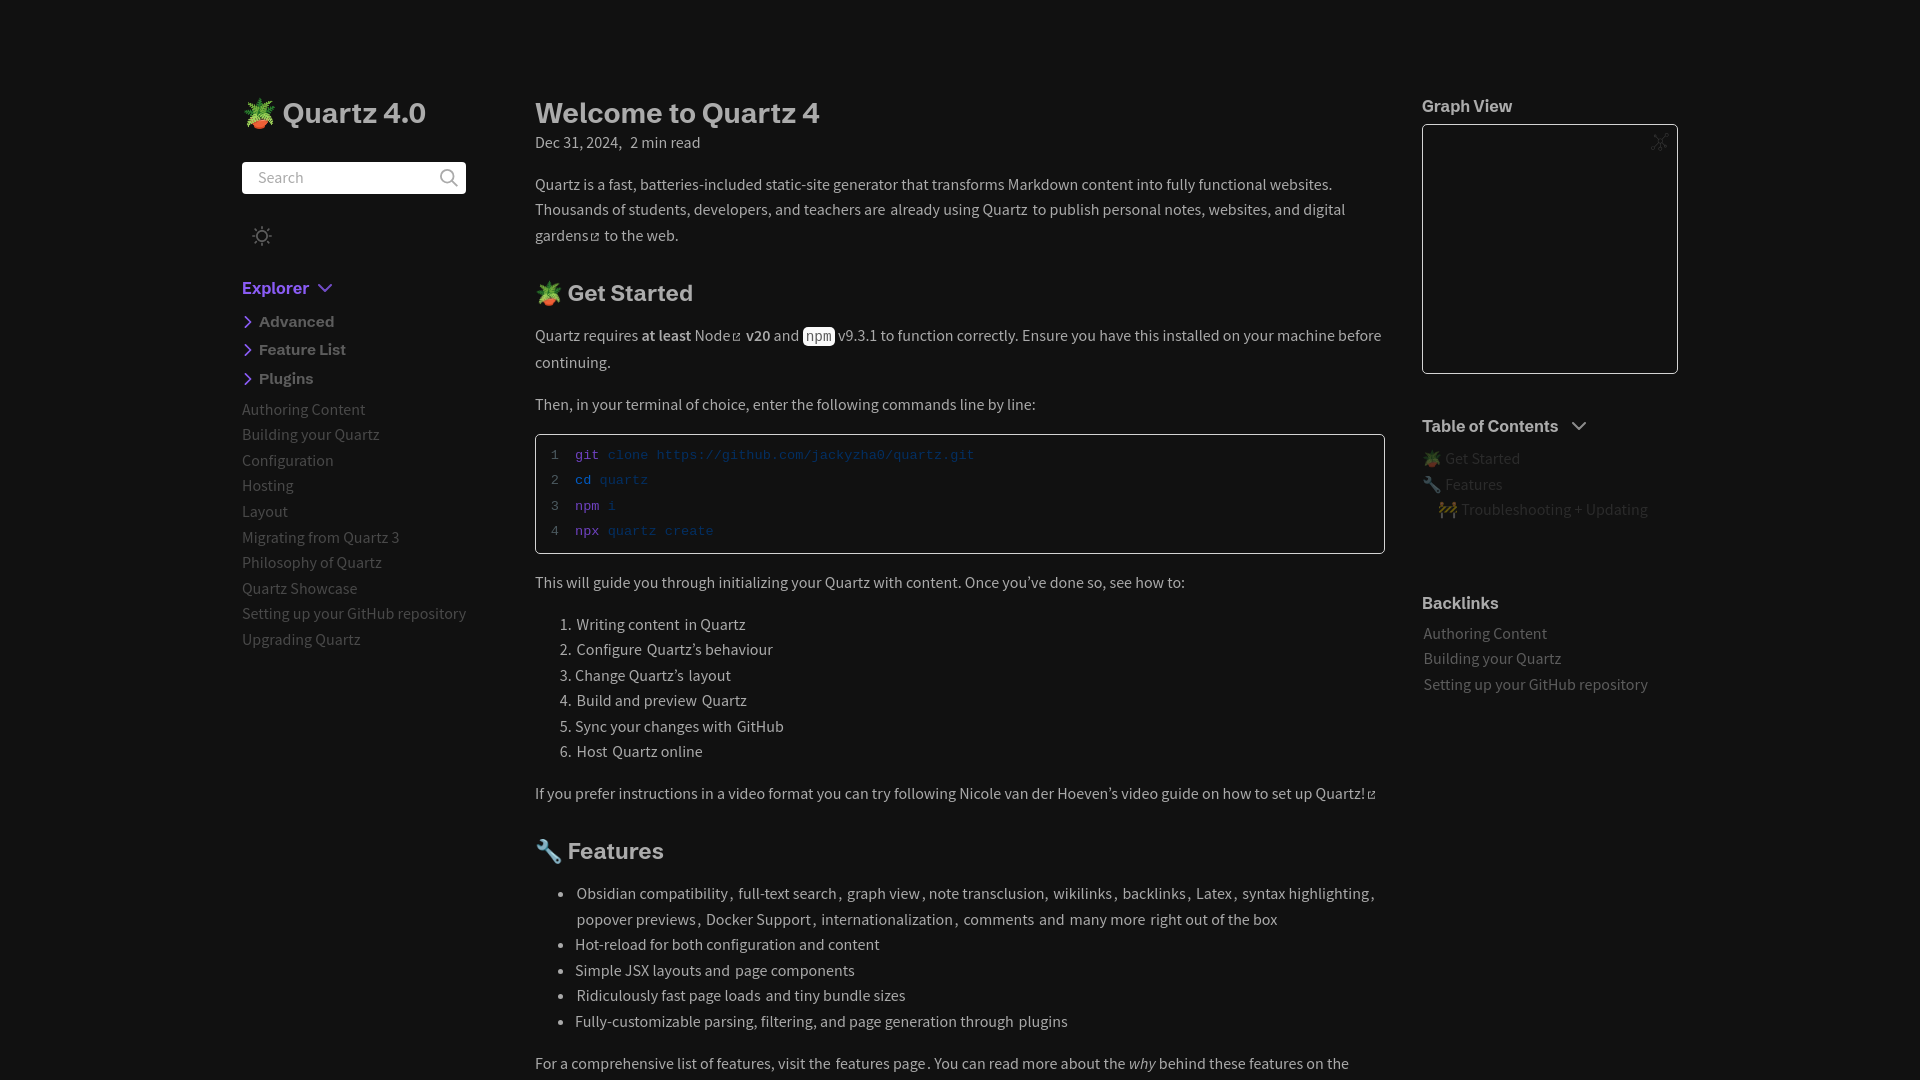 🪴 Quartz 4.0
Search
Explorer
Advanced
Feature List
Plugins
Authoring Content
Building your Quartz
Configuration
Hosting
Layout
Migrating from Quartz 3
Philosophy of Quartz
Quartz Showcase
Setting up your GitHub repository
Upgrading Quartz
Welcome to Quartz 4
Dec 31, 2024, 2 min read
Quartz is a fast, batteries-included static-site generator that transforms Markdown content into fully functional websites.
Thousands of students, developers, and teachers are already using Quartz to publish personal notes, websites, and digital
gardens to the web.
🪴 Get Started
Quartz requires at least Node v20 and npm v9.3.1 to function correctly. Ensure you have this installed on your machine before
continuing.
Then, in your terminal of choice, enter the following commands line by line:
1 git clone https://github.com/jackyzha0/quartz.git
2 cd quartz
3 npm i
4 npx quartz create
This will guide you through initializing your Quartz with content. Once you’ve done so, see how to:
1. Writing content in Quartz
2. Configure Quartz’s behaviour
3. Change Quartz’s layout
4. Build and preview Quartz
5. Sync your changes with GitHub
6. Host Quartz online
If you prefer instructions in a video format you can try following Nicole van der Hoeven’s video guide on how to set up Quartz!
🔧 Features
• Obsidian compatibility, full-text search, graph view, note transclusion, wikilinks, backlinks, Latex, syntax highlighting,
popover previews, Docker Support, internationalization, comments and many more right out of the box
• Hot-reload for both configuration and content
• Simple JSX layouts and page components
• Ridiculously fast page loads and tiny bundle sizes
• Fully-customizable parsing, filtering, and page generation through plugins
For a comprehensive list of features, visit the features page. You can read more about the why behind these features on the
Graph View
Table of Contents
🪴 Get Started
🔧 Features
🚧 Troubleshooting + Updating
Backlinks
Authoring Content
Building your Quartz
Setting up your GitHub repository